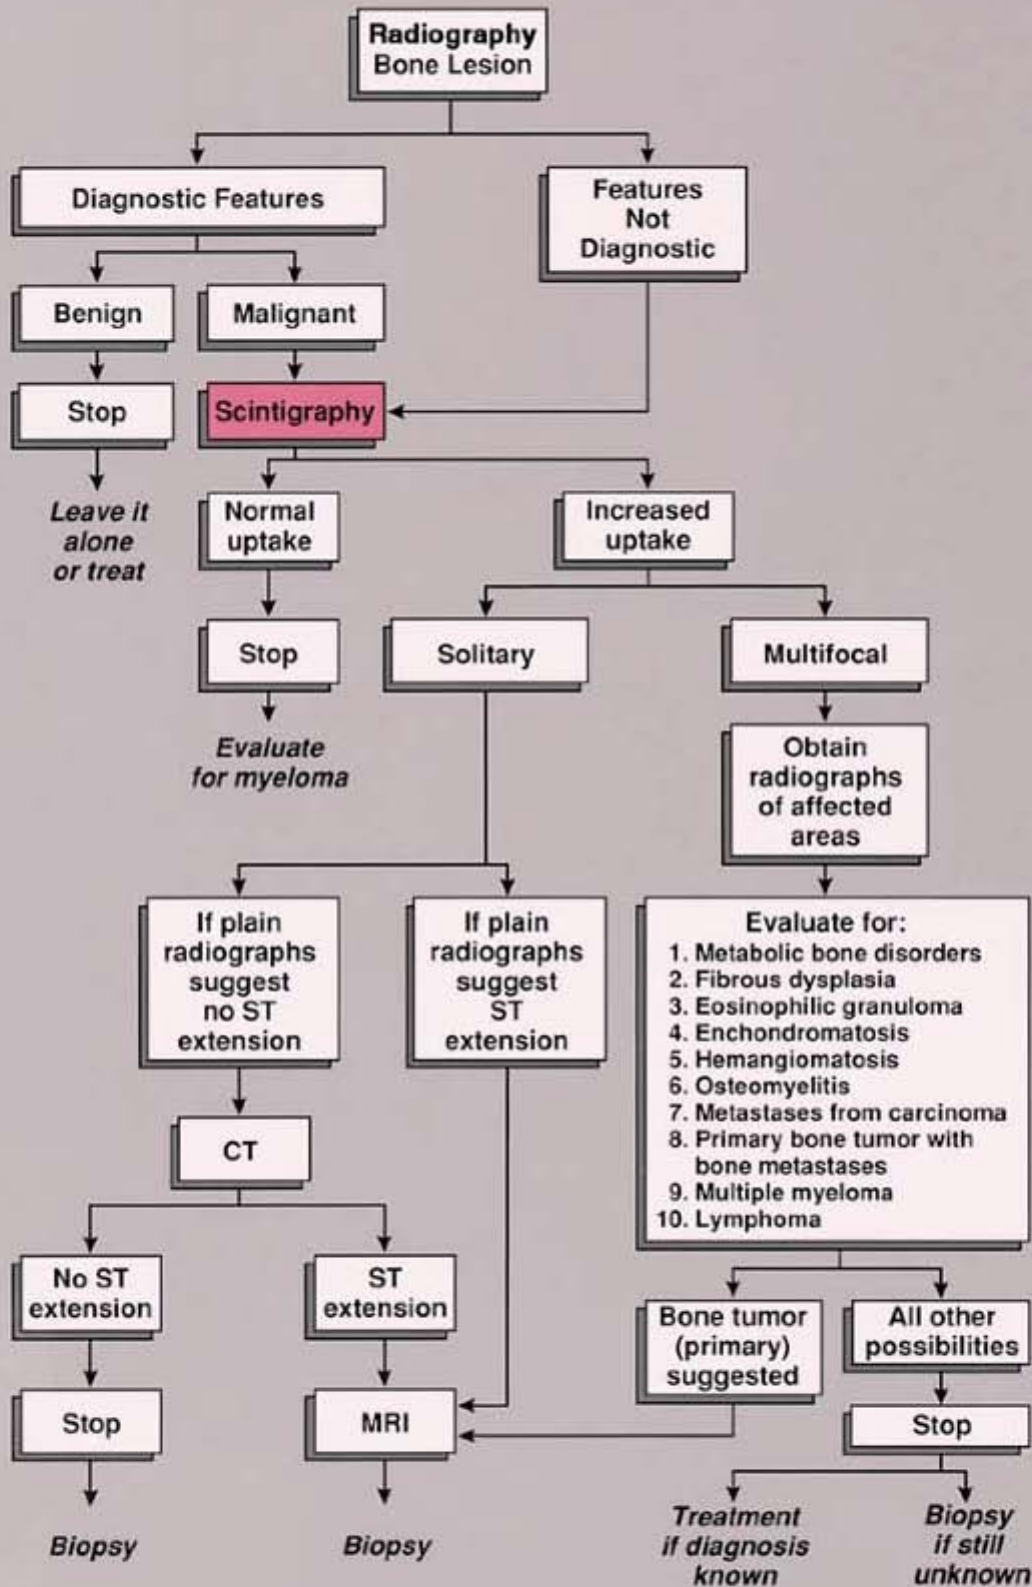 Radiography
Bone Lesion
Diagnostic Features
Features
Not
Diagnostic
Benign
Malignant
Stop
Scintigraphy
Leave it
alone
or treat
Normal
uptake
Increased
uptake
Stop
Solitary
Multifocal
Evaluate
for myeloma
Obtain
radiographs
of affected
areas
If plain
radiographs
suggest
no ST
extension
If plain
radiographs
suggest
ST
extension
Evaluate for:
1. Metabolic bone disorders
2. Fibrous dysplasia
3. Eosinophilic granuloma
4. Enchondromatosis
5. Hemangiomatosis
6. Osteomyelitis
7. Metastases from carcinoma
8. Primary bone tumor with
bone metastases
9. Multiple myeloma
10. Lymphoma
CT
No ST
extension
ST
extension
Bone tumor
(primary)
suggested
All other
possibilities
Stop
MRI
Stop
Biopsy
Biopsy
Treatment
if diagnosis
known
Biopsy
if still
unknown